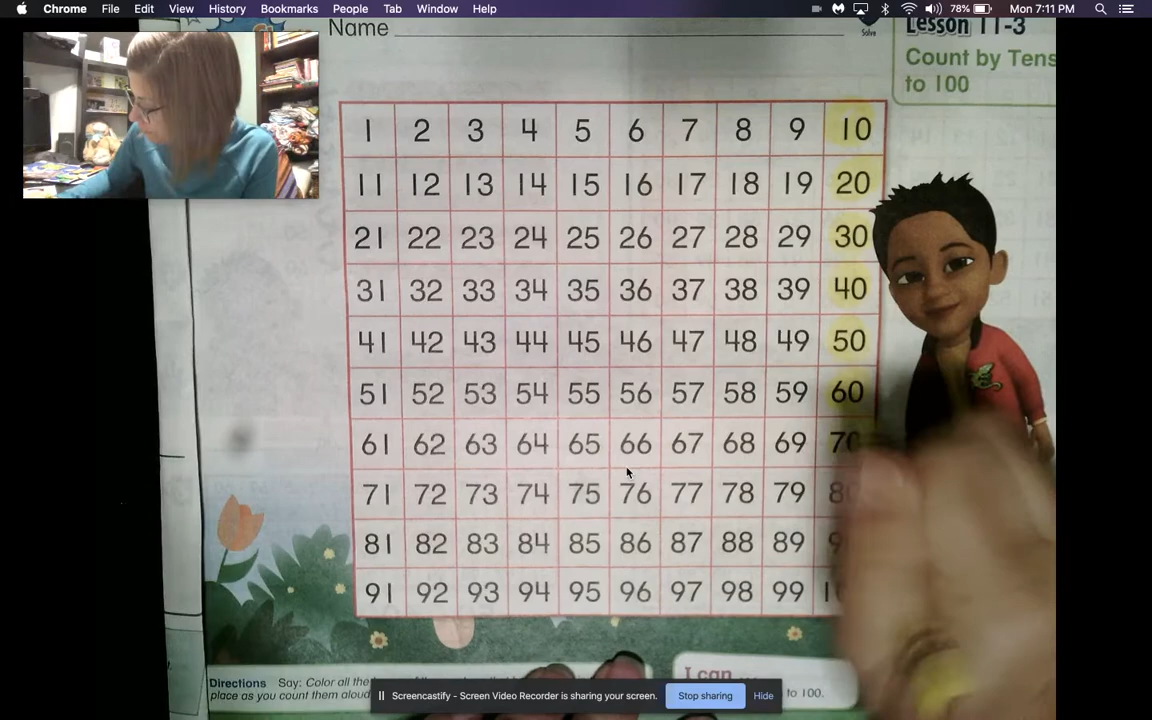 Chrome File Edit View History Bookmarks People Tab Window Help 78% Mon 7:11 PM
Name
Solve
Lesson 11-3
Count by Tens
to 100
1 2 3 4 5 6 7 8 9 10
11 12 13 14 15 16 17 18 19 20
21 22 23 24 25 26 27 28 29 30
31 32 33 34 35 36 37 38 39 40
41 42 43 44 45 46 47 48 49 50
51 52 53 54 55 56 57 58 59 60
61 62 63 64 65 66 67 68 69 70
71 72 73 74 75 76 77 78 79 80
81 82 83 84 85 86 87 88 89
91 92 93 94 95 96 97 98 99
I can
Directions Say: Color all the
place as you count them aloud
to 100.
Screencastify - Screen Video Recorder is sharing your screen. Stop sharing Hide